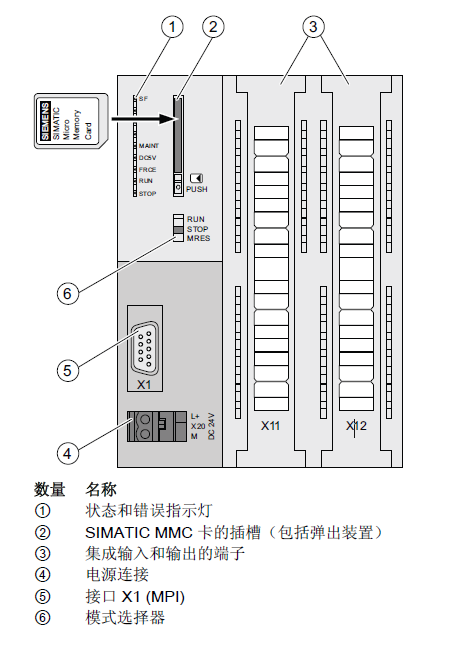 ① ② ③
SIEMENS
SIMATIC
Micro
Memory
Card
SF
MAINT
DC5V
FRCE
RUN
STOP
PUSH
RUN
STOP
MRES
⑥
⑤
X1
④
L+
X20
M
DC 24V
X11
X12
数量 名称
① 状态和错误指示灯
② SIMATIC MMC 卡的插槽（包括弹出装置）
③ 集成输入和输出的端子
④ 电源连接
⑤ 接口 X1 (MPI)
⑥ 模式选择器